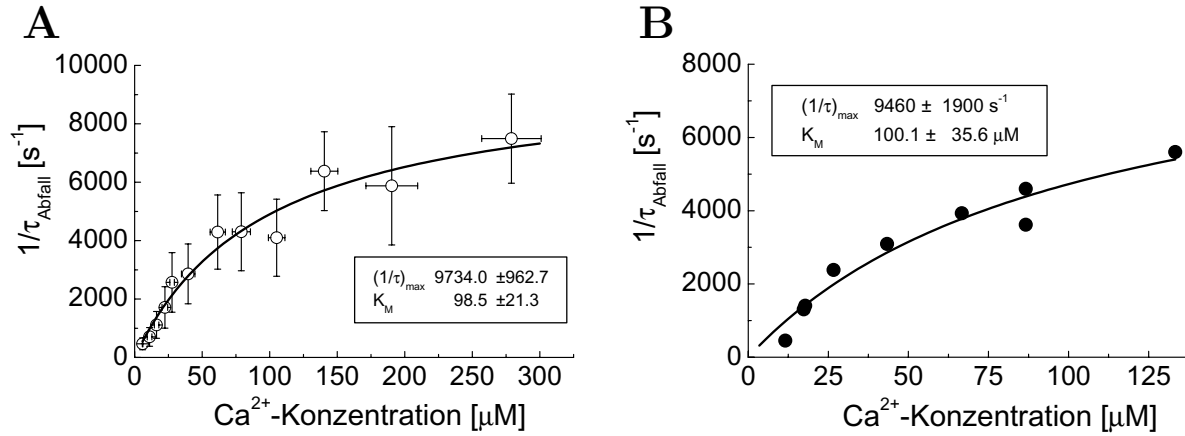 A
10000
8000
6000
4000
2000
0
1/τAbfall [s⁻¹]
(1/τ)max 9734.0 ±962.7
KM 98.5 ±21.3
0 50 100 150 200 250 300
Ca²⁺-Konzentration [μM]
B
8000
6000
4000
2000
0
1/τAbfall [s⁻¹]
(1/τ)max 9460 ± 1900 s⁻¹
KM 100.1 ± 35.6 μM
0 25 50 75 100 125
Ca²⁺-Konzentration [μM]